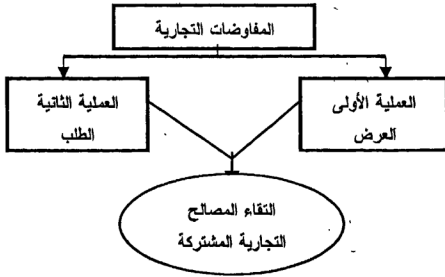 المفاوضات التجارية
العملية الأولى
العرض
العملية الثانية
الطلب
التقاء المصالح
التجارية المشتركة